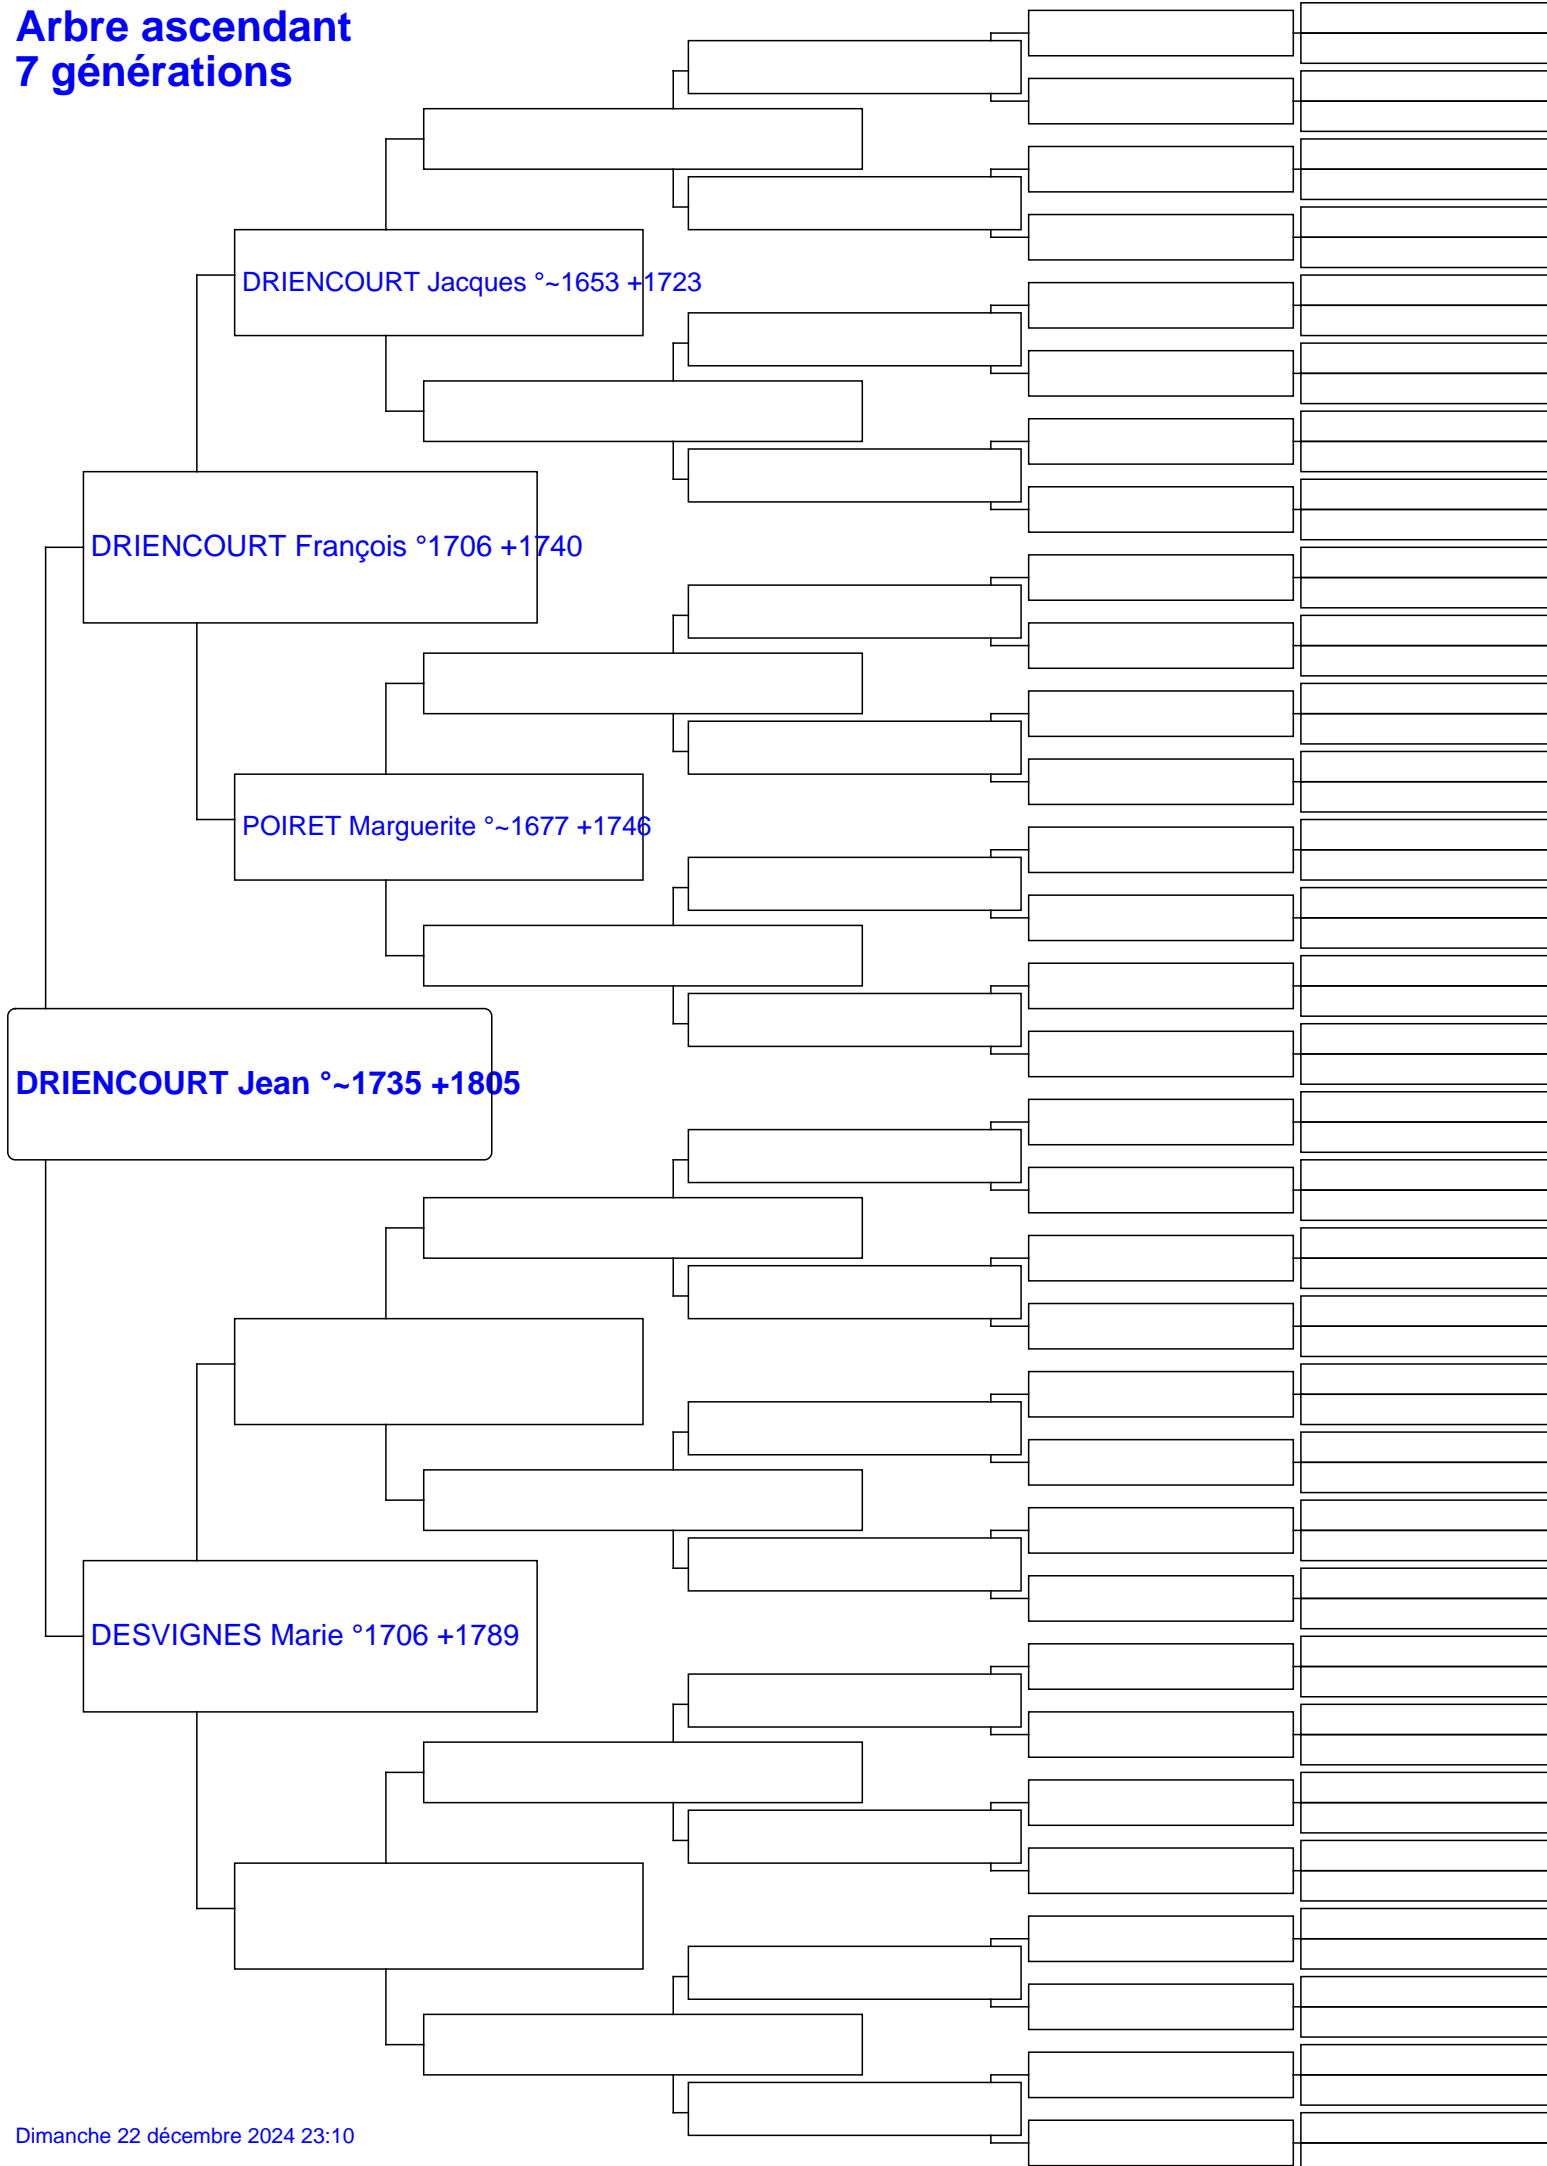 Arbre ascendant
7 générations
DRIENCOURT Jacques °~1653 +1723
DRIENCOURT François °1706 +1740
POIRET Marguerite °~1677 +1746
DRIENCOURT Jean °~1735 +1805
DESVIGNES Marie °1706 +1789
Dimanche 22 décembre 2024 23:10